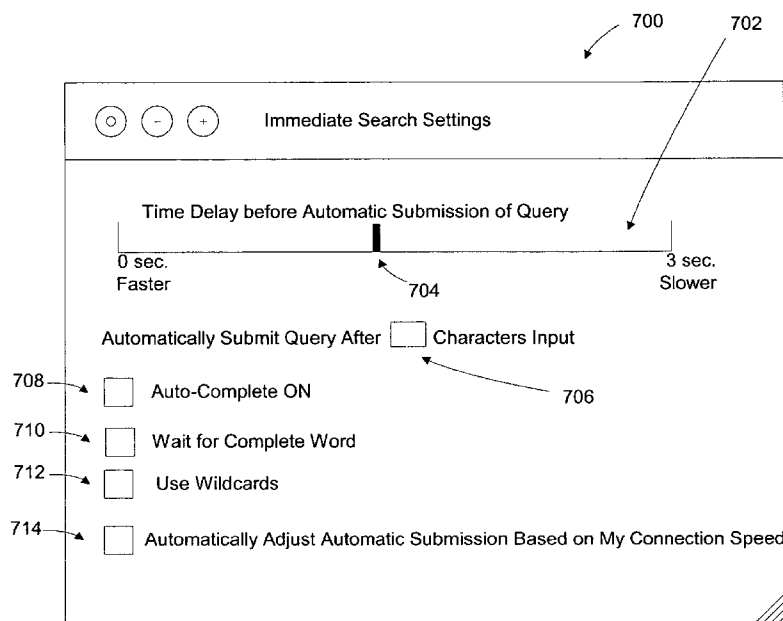 700
702
Immediate Search Settings
Time Delay before Automatic Submission of Query
0 sec.
Faster
3 sec.
Slower
704
Automatically Submit Query After Characters Input
706
708
Auto-Complete ON
710
Wait for Complete Word
712
Use Wildcards
714
Automatically Adjust Automatic Submission Based on My Connection Speed